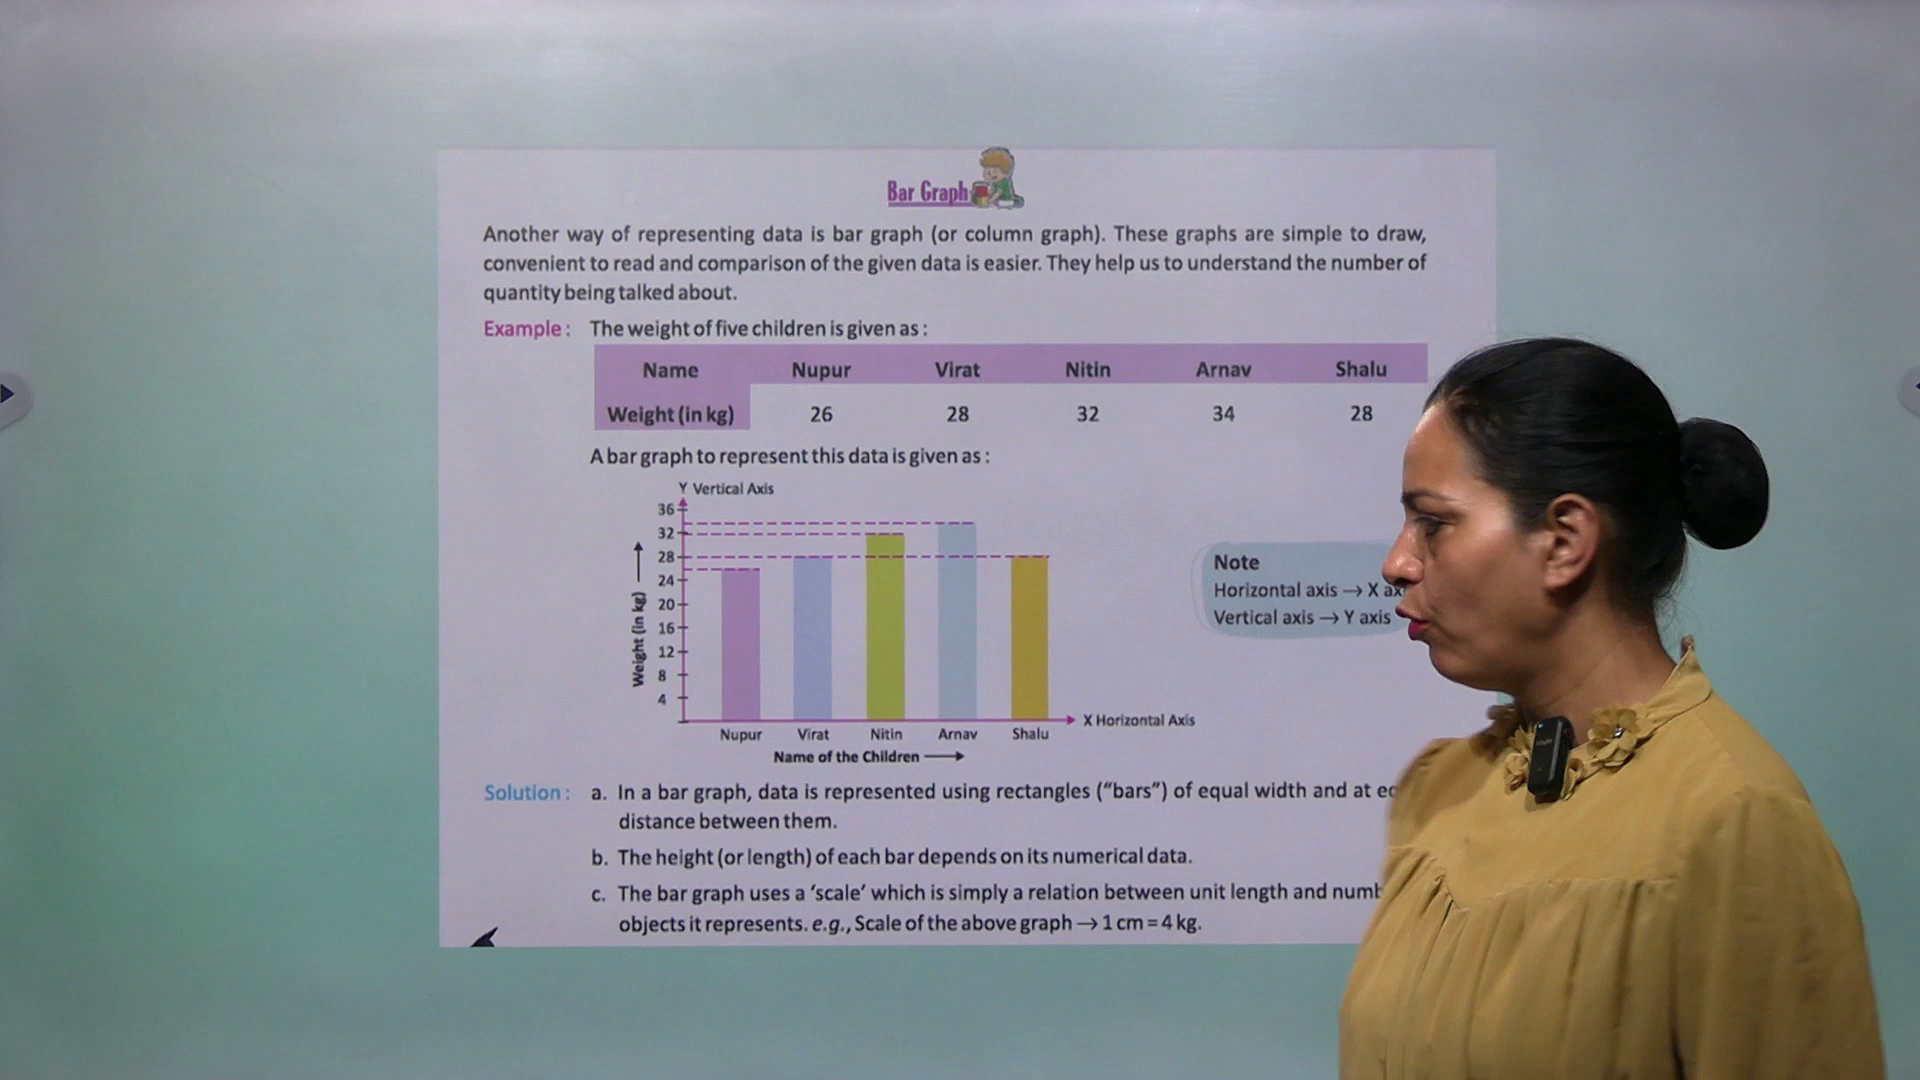 Bar Graph
Another way of representing data is bar graph (or column graph). These graphs are simple to draw,
convenient to read and comparison of the given data is easier. They help us to understand the number of
quantity being talked about.
Example : The weight of five children is given as :
Name Nupur Virat Nitin Arnav Shalu
Weight (in kg) 26 28 32 34 28
A bar graph to represent this data is given as :
Y Vertical Axis
36
32
28
24
20
16
12
8
4
Weight (in kg)
Nupur Virat Nitin Arnav Shalu
X Horizontal Axis
Name of the Children
Note
Horizontal axis → X
Vertical axis → Y axis
Solution : a. In a bar graph, data is represented using rectangles (“bars”) of equal width and at
distance between them.
b. The height (or length) of each bar depends on its numerical data.
c. The bar graph uses a ‘scale’ which is simply a relation between unit length and
objects it represents. e.g., Scale of the above graph → 1 cm = 4 kg.